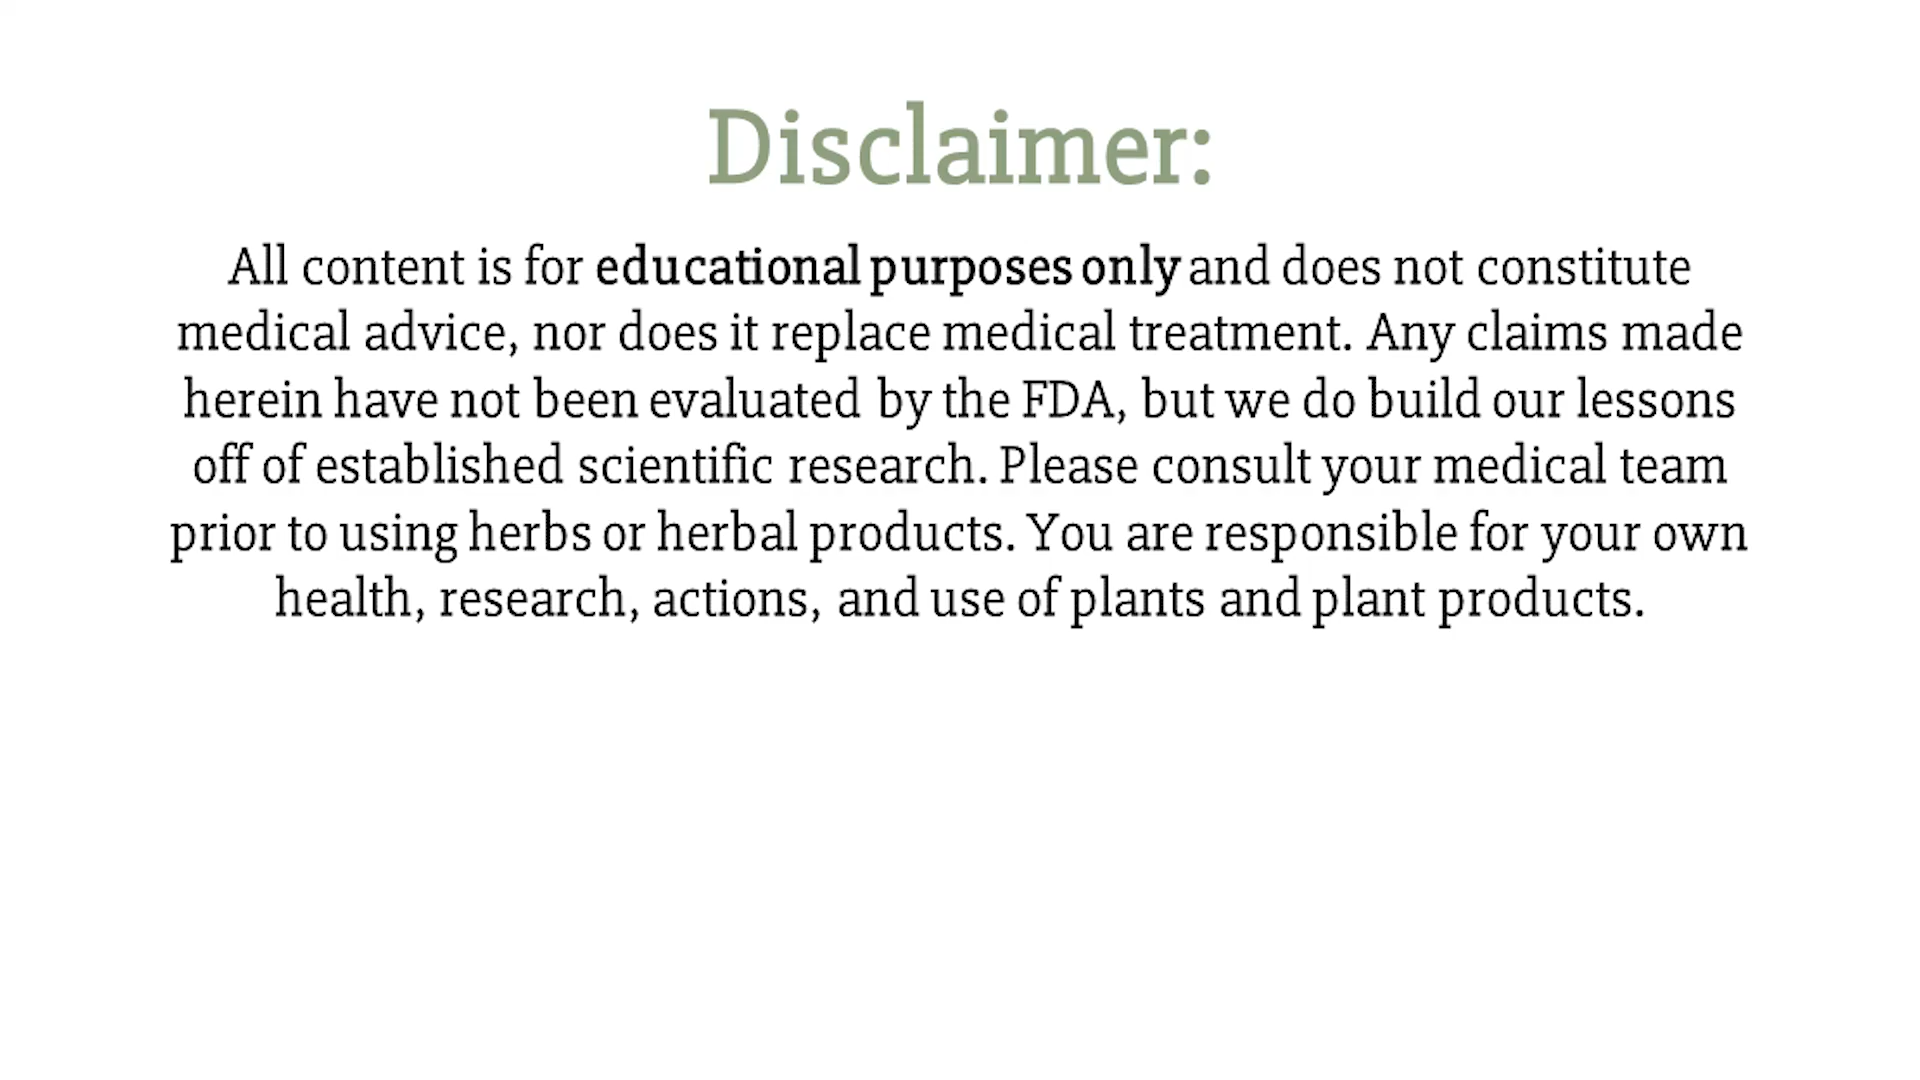 Disclaimer:
All content is for educational purposes only and does not constitute
medical advice, nor does it replace medical treatment. Any claims made
herein have not been evaluated by the FDA, but we do build our lessons
off of established scientific research. Please consult your medical team
prior to using herbs or herbal products. You are responsible for your own
health, research, actions, and use of plants and plant products.